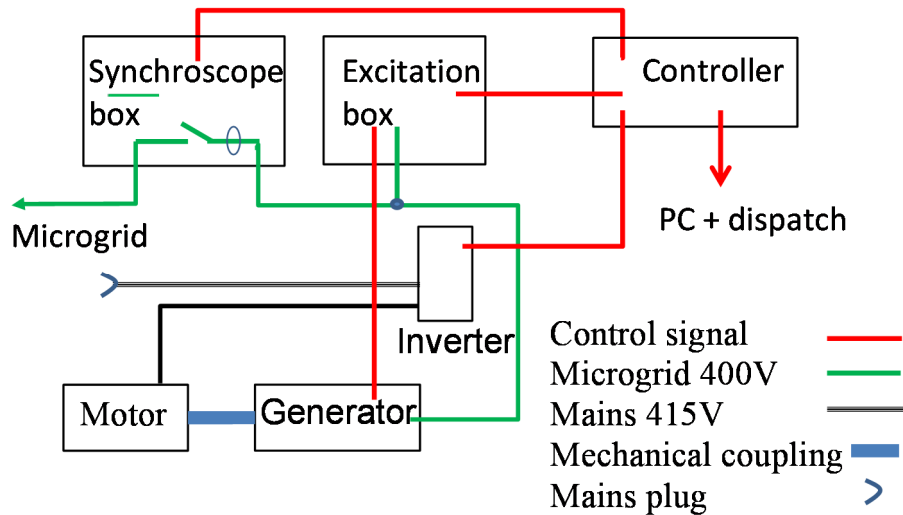 Synchroscope
box
Excitation
box
Controller
Microgrid
PC + dispatch
Inverter
Motor
Generator
Control signal
Microgrid 400V
Mains 415V
Mechanical coupling
Mains plug